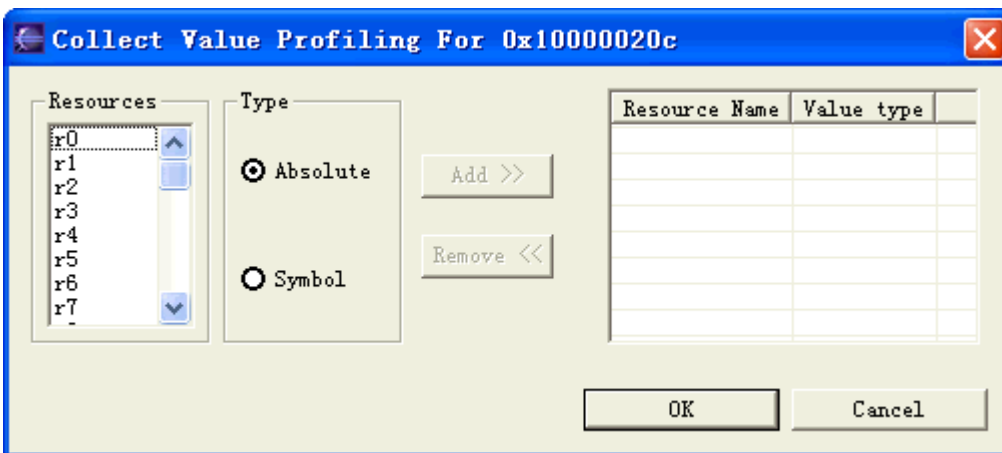 Collect Value Profiling For 0x10000020c
Resources
r0
r1
r2
r3
r4
r5
r6
r7
Type
Absolute
Symbol
Add >>
Remove <<
Resource Name Value type
OK Cancel